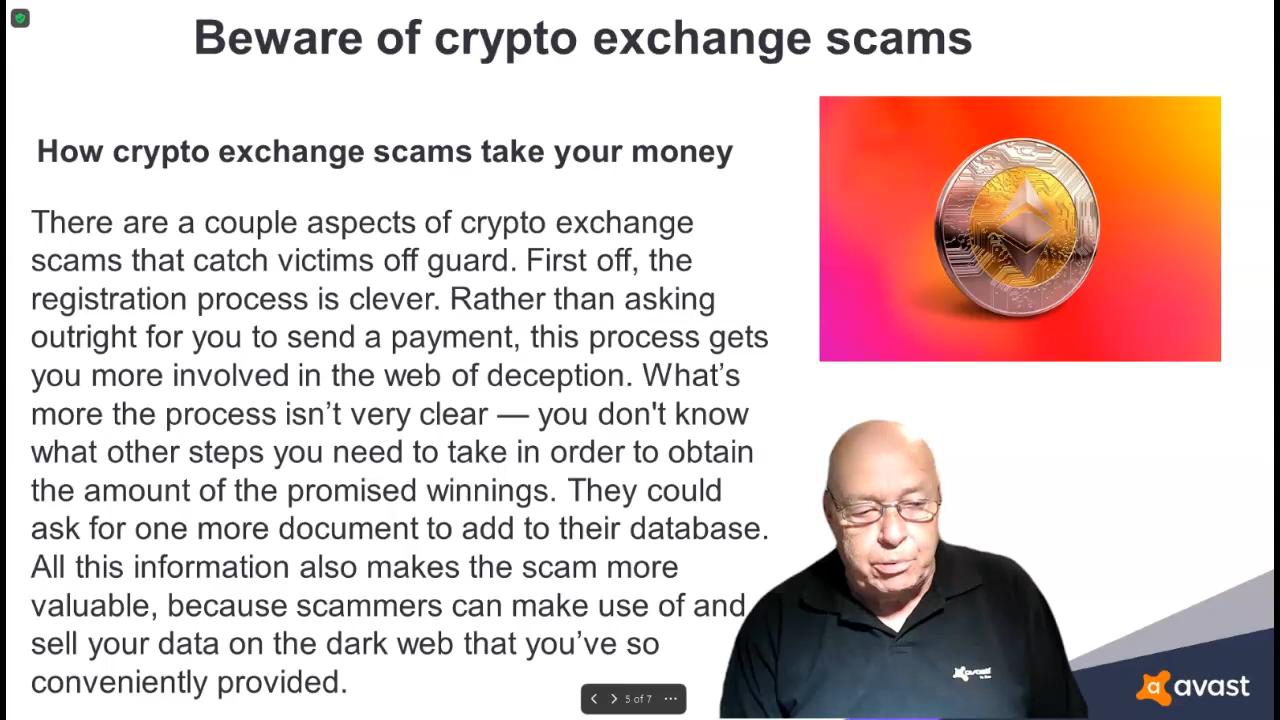 Beware of crypto exchange scams
How crypto exchange scams take your money
There are a couple aspects of crypto exchange
scams that catch victims off guard. First off, the
registration process is clever. Rather than asking
outright for you to send a payment, this process gets
you more involved in the web of deception. What’s
more the process isn’t very clear — you don't know
what other steps you need to take in order to obtain
the amount of the promised winnings. They could
ask for one more document to add to their database.
All this information also makes the scam more
valuable, because scammers can make use of and
sell your data on the dark web that you’ve so
conveniently provided.
avast
5 of 7
avast